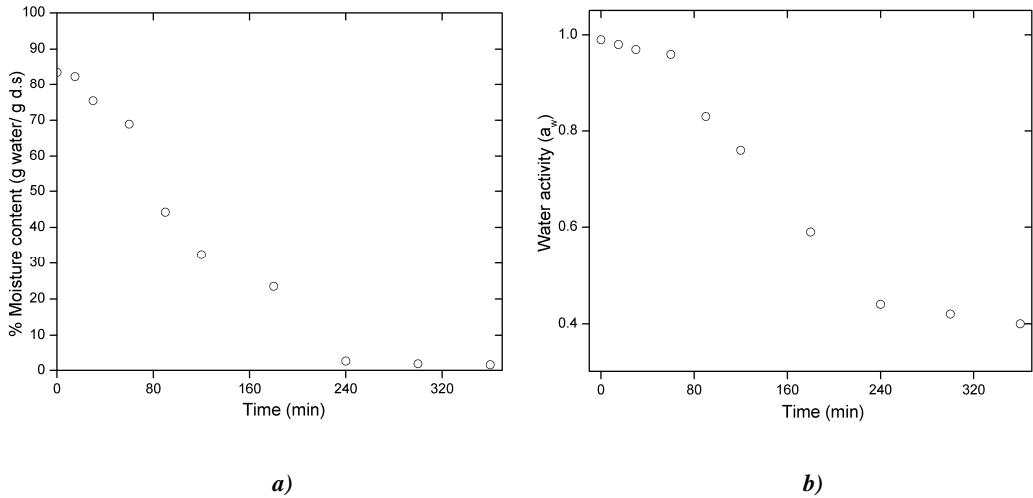 100
90
80
70
60
50
40
30
20
10
0
% Moisture content (g water/ g d.s)
0 80 160 240 320
Time (min)
a)
1.0
0.8
0.6
0.4
Water activity (aw)
0 80 160 240 320
Time (min)
b)